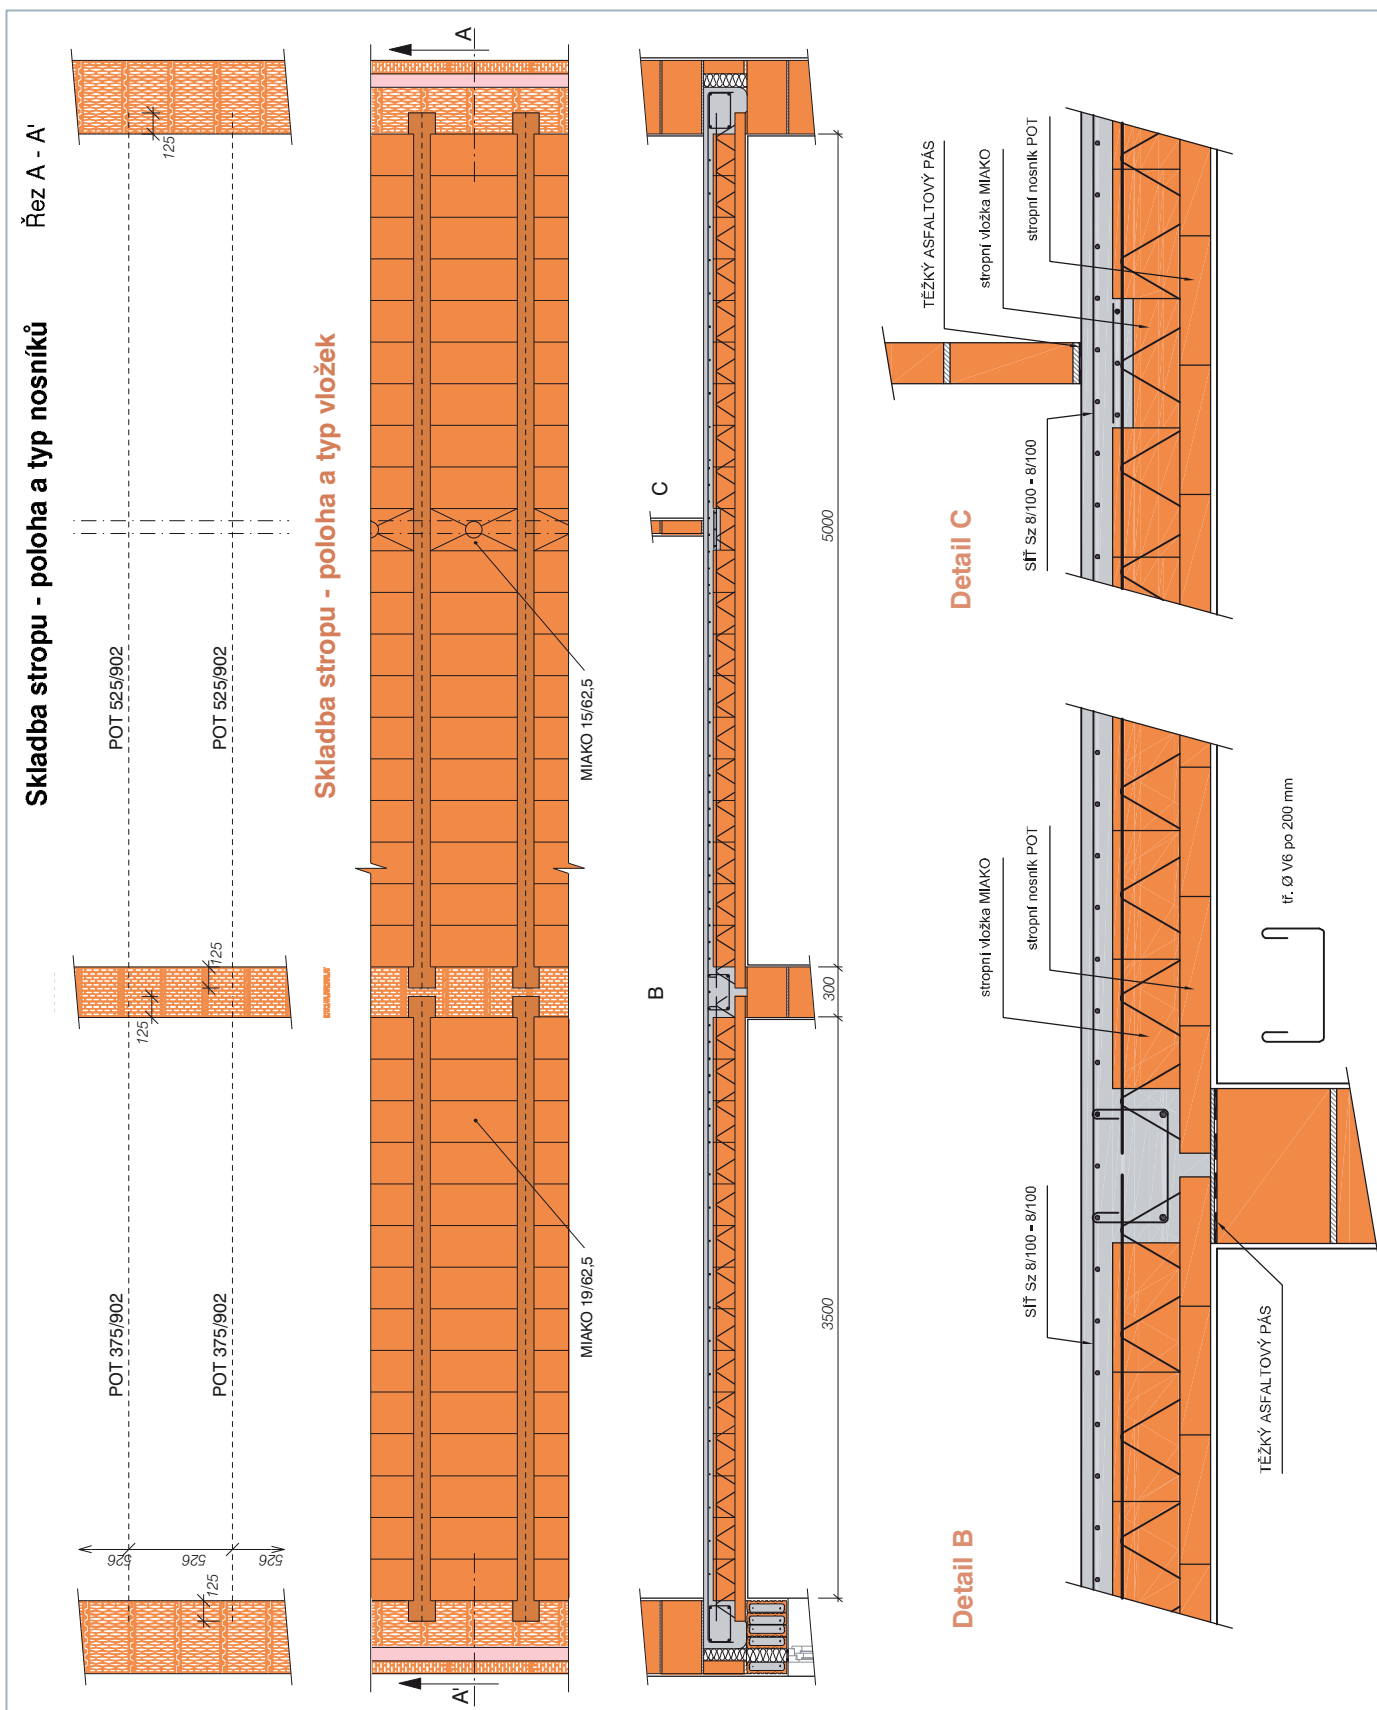 Skladba stropu - poloha a typ nosníků
Řez A - A'
POT 375/902
POT 525/902
POT 375/902
POT 525/902
526
526
526
125
125
125
125
Skladba stropu - poloha a typ vložek
A'
A
MIAKO 19/62,5
MIAKO 15/62,5
B
C
3500
300
5000
Detail B
SÍŤ Sz 8/100 - 8/100
stropní vložka MIAKO
stropní nosník POT
TĚŽKÝ ASFALTOVÝ PÁS
tř. Ø V6 po 200 mm
Detail C
SÍŤ Sz 8/100 - 8/100
TĚŽKÝ ASFALTOVÝ PÁS
stropní vložka MIAKO
stropní nosník POT